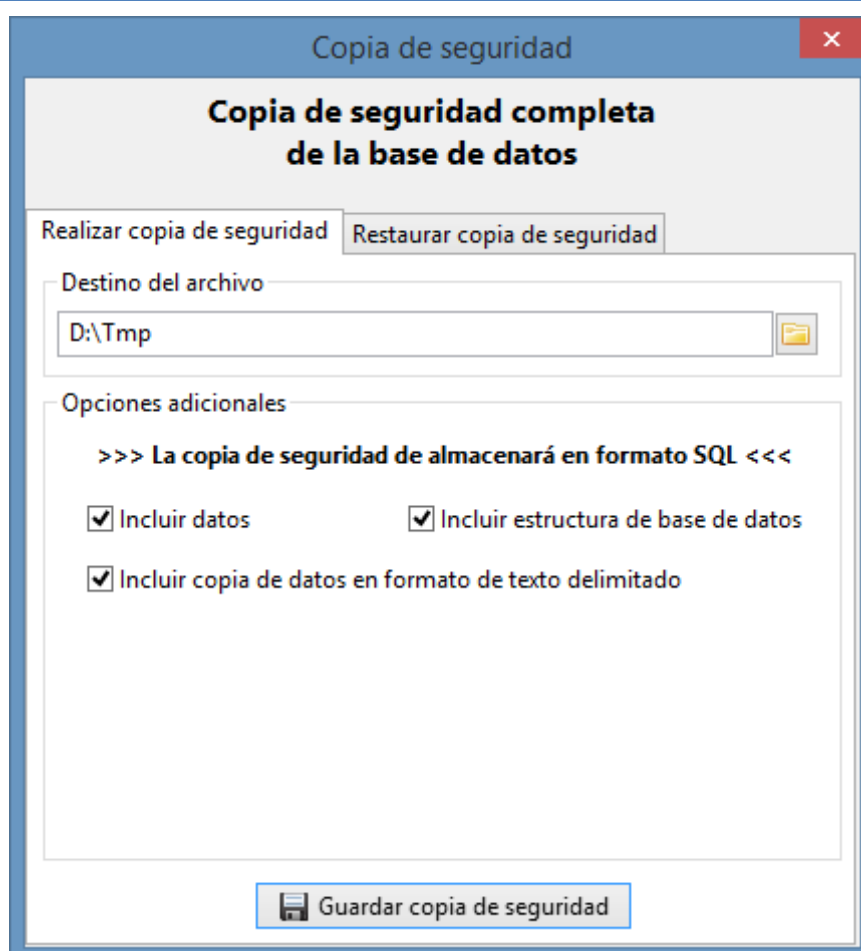 Copia de seguridad
Copia de seguridad completa
de la base de datos
Realizar copia de seguridad
Restaurar copia de seguridad
Destino del archivo
D:\Tmp
Opciones adicionales
>>> La copia de seguridad de almacenará en formato SQL <<<
Incluir datos
Incluir estructura de base de datos
Incluir copia de datos en formato de texto delimitado
Guardar copia de seguridad